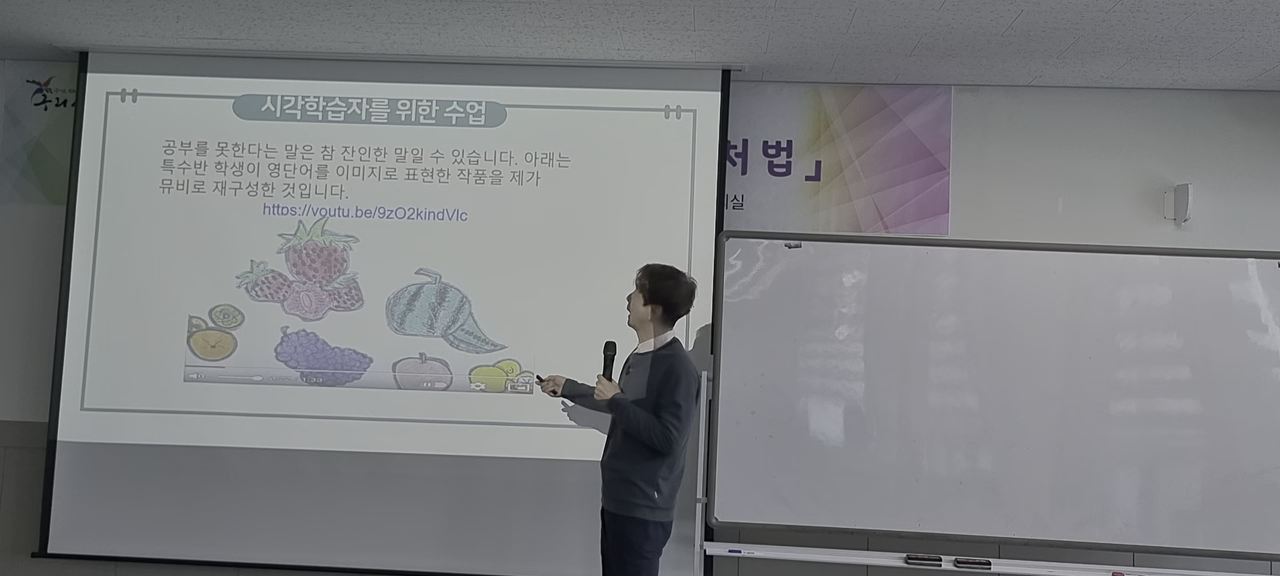 시각학습자를 위한 수업
공부를 못한다는 말은 참 잔인한 말일 수 있습니다. 아래는
특수반 학생이 영단어를 이미지로 표현한 작품을 제가
뮤비로 재구성한 것입니다.
https://youtu.be/9zO2kindVIc
처 법」
실